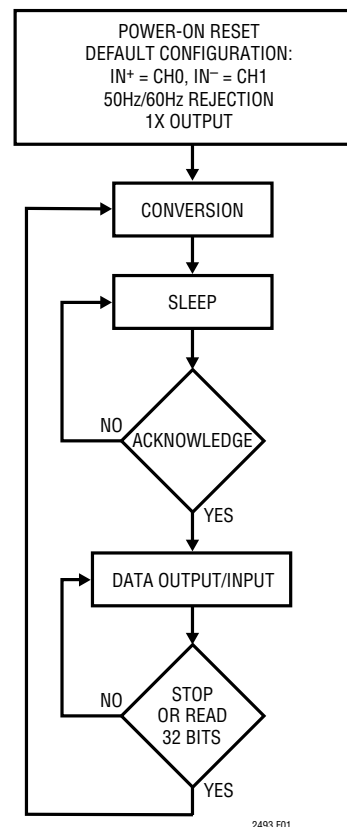 POWER-ON RESET
DEFAULT CONFIGURATION:
IN+ = CH0, IN– = CH1
50Hz/60Hz REJECTION
1X OUTPUT
CONVERSION
SLEEP
NO
ACKNOWLEDGE
YES
DATA OUTPUT/INPUT
NO
STOP
OR READ
32 BITS
YES
2493 F01